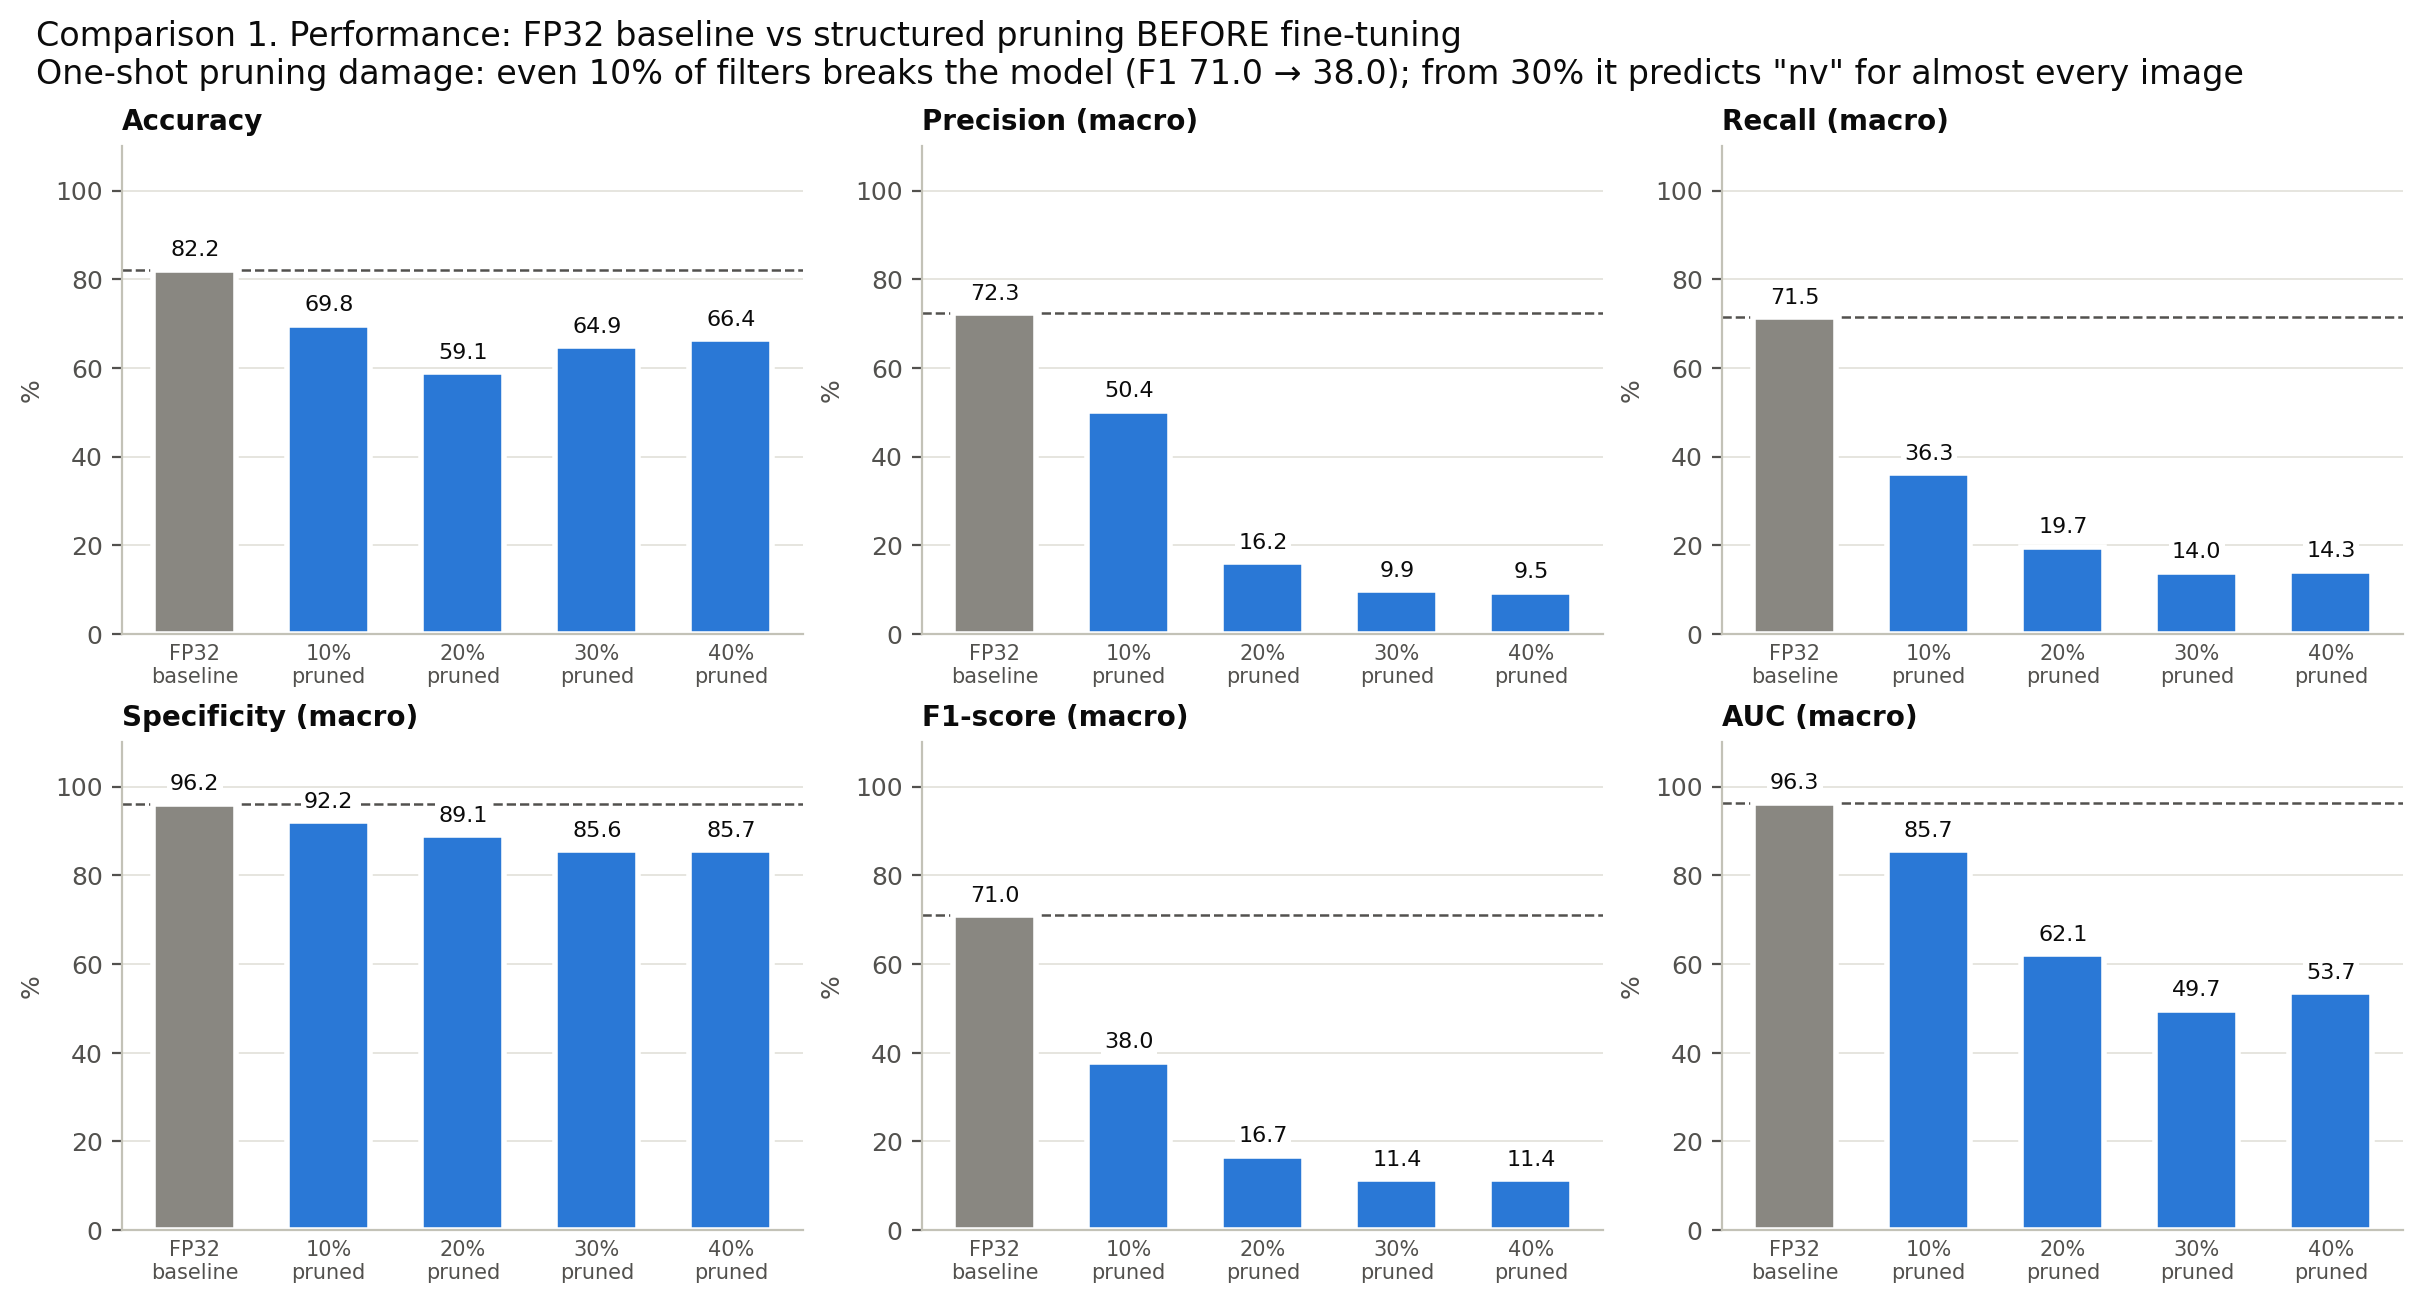 Comparison 1. Performance: FP32 baseline vs structured pruning BEFORE fine-tuning
One-shot pruning damage: even 10% of filters breaks the model (F1 71.0 → 38.0); from 30% it predicts "nv" for almost every image
Accuracy
%
100
80
60
40
20
0
82.2
69.8
59.1
64.9
66.4
FP32 baseline
10% pruned
20% pruned
30% pruned
40% pruned
Precision (macro)
%
100
80
60
40
20
0
72.3
50.4
16.2
9.9
9.5
FP32 baseline
10% pruned
20% pruned
30% pruned
40% pruned
Recall (macro)
%
100
80
60
40
20
0
71.5
36.3
19.7
14.0
14.3
FP32 baseline
10% pruned
20% pruned
30% pruned
40% pruned
Specificity (macro)
%
100
80
60
40
20
0
96.2
92.2
89.1
85.6
85.7
FP32 baseline
10% pruned
20% pruned
30% pruned
40% pruned
F1-score (macro)
%
100
80
60
40
20
0
71.0
38.0
16.7
11.4
11.4
FP32 baseline
10% pruned
20% pruned
30% pruned
40% pruned
AUC (macro)
%
100
80
60
40
20
0
96.3
85.7
62.1
49.7
53.7
FP32 baseline
10% pruned
20% pruned
30% pruned
40% pruned